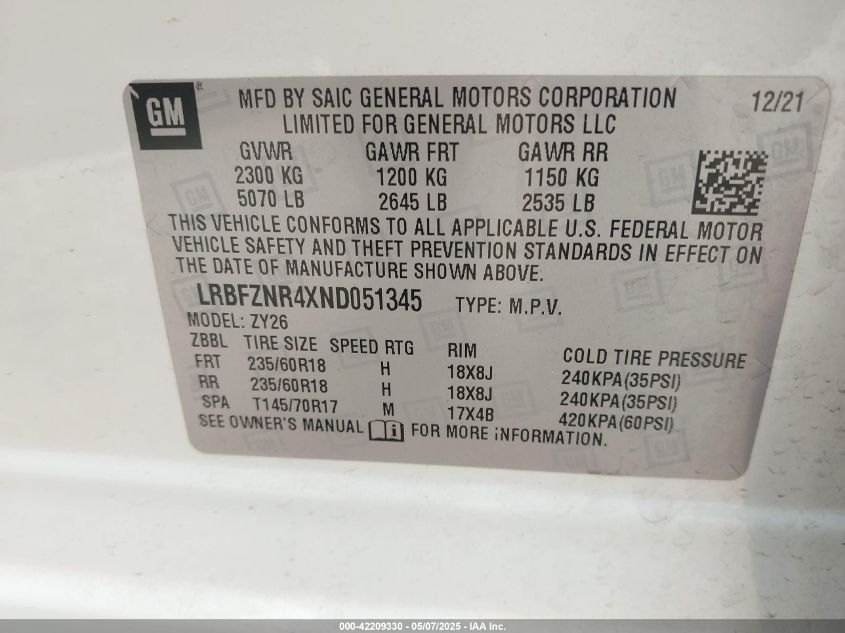 GM ®
MFD BY SAIC GENERAL MOTORS CORPORATION 12/21
LIMITED FOR GENERAL MOTORS LLC
GVWR GAWR FRT GAWR RR
2300 KG 1200 KG 1150 KG
5070 LB 2645 LB 2535 LB
THIS VEHICLE CONFORMS TO ALL APPLICABLE U.S. FEDERAL MOTOR
VEHICLE SAFETY AND THEFT PREVENTION STANDARDS IN EFFECT ON
THE DATE OF MANUFACTURE SHOWN ABOVE.
LRBFZNR4XND051345 TYPE: M.P.V.
MODEL: ZY26
ZBBL TIRE SIZE SPEED RTG RIM COLD TIRE PRESSURE
FRT 235/60R18 H 18X8J 240KPA(35PSI)
RR 235/60R18 H 18X8J 240KPA(35PSI)
SPA T145/70R17 M 17X4B 420KPA(60PSI)
SEE OWNER'S MANUAL i FOR MORE INFORMATION.
000-42209330 - 05/07/2025 - IAA Inc.